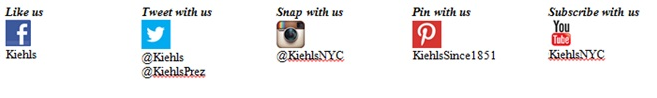 Like us
Kiehls
Tweet with us
@Kiehls
@KiehlsPrez
Snap with us
@KiehlsNYC
Pin with us
KiehlsSince1851
Subscribe with us
You
Tube
KiehlsNYC